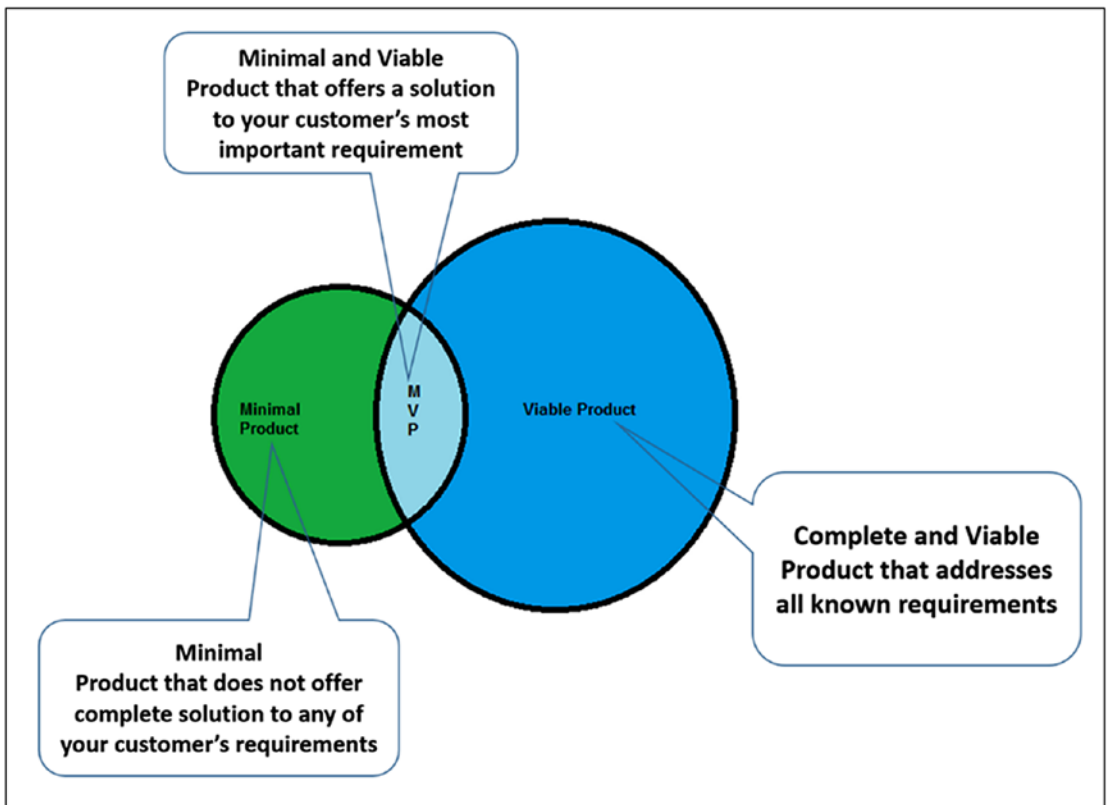 Minimal and Viable
Product that offers a solution
to your customer’s most
important requirement
Minimal
Product
M
V
P
Viable Product
Complete and Viable
Product that addresses
all known requirements
Minimal
Product that does not offer
complete solution to any of
your customer’s requirements